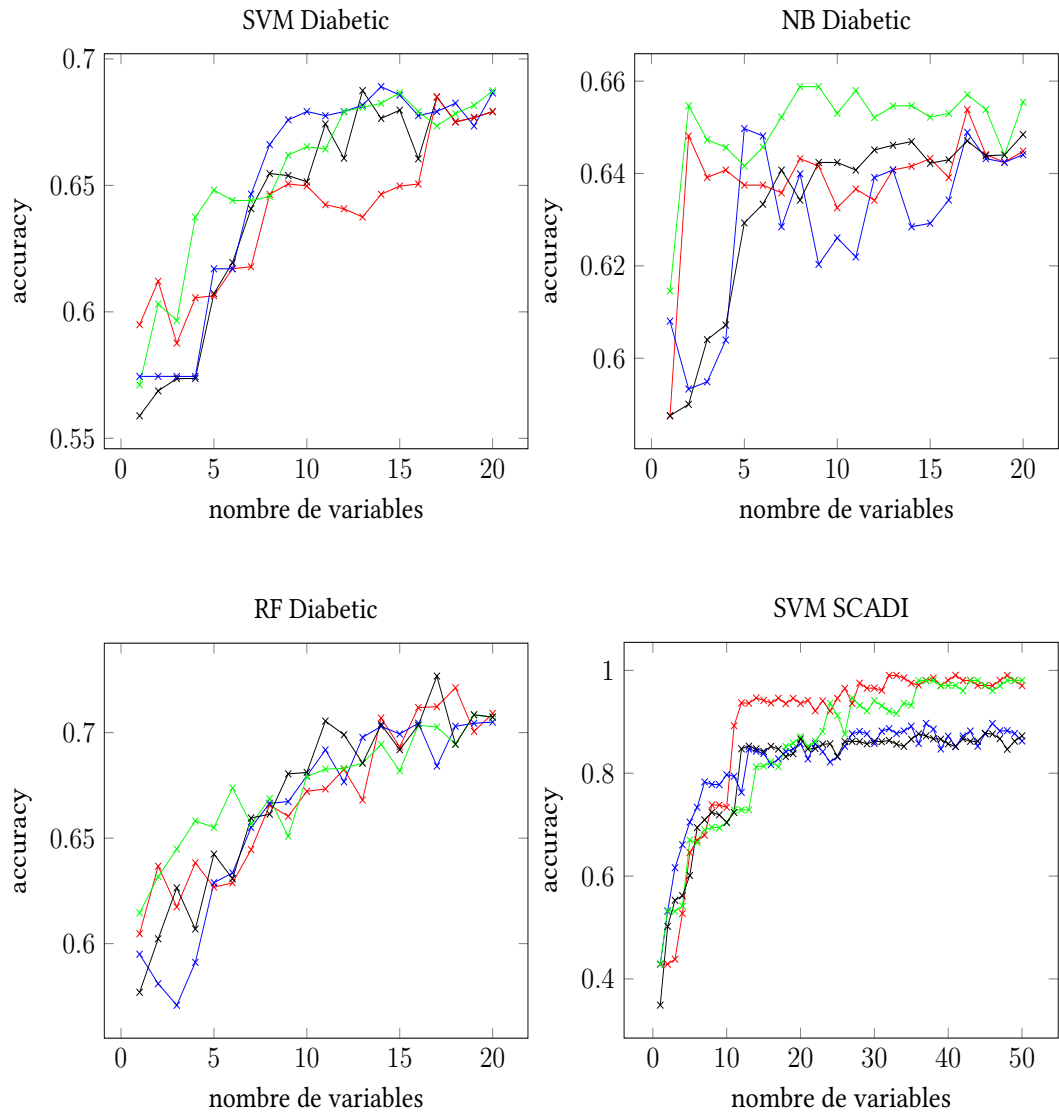 SVM Diabetic
0.7
0.65
0.6
0.55
accuracy
0 5 10 15 20
nombre de variables
NB Diabetic
0.66
0.64
0.62
0.6
accuracy
0 5 10 15 20
nombre de variables
RF Diabetic
0.7
0.65
0.6
accuracy
0 5 10 15 20
nombre de variables
SVM SCADI
1
0.8
0.6
0.4
accuracy
0 10 20 30 40 50
nombre de variables